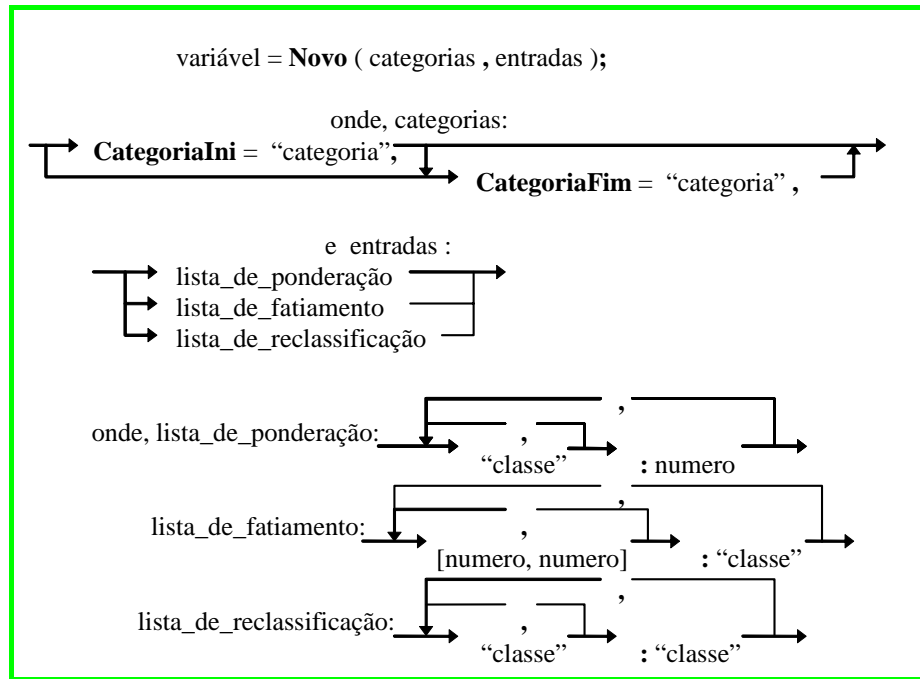 variável = Novo ( categorias , entradas );
onde, categorias:
CategoriaIni = “categoria”,
CategoriaFim = “categoria” ,
e entradas :
lista_de_ponderação
lista_de_fatiamento
lista_de_reclassificação
,
onde, lista_de_ponderação: ,
“classe” : numero
,
lista_de_fatiamento: ,
[numero, numero] : “classe”
,
lista_de_reclassificação: ,
“classe” : “classe”